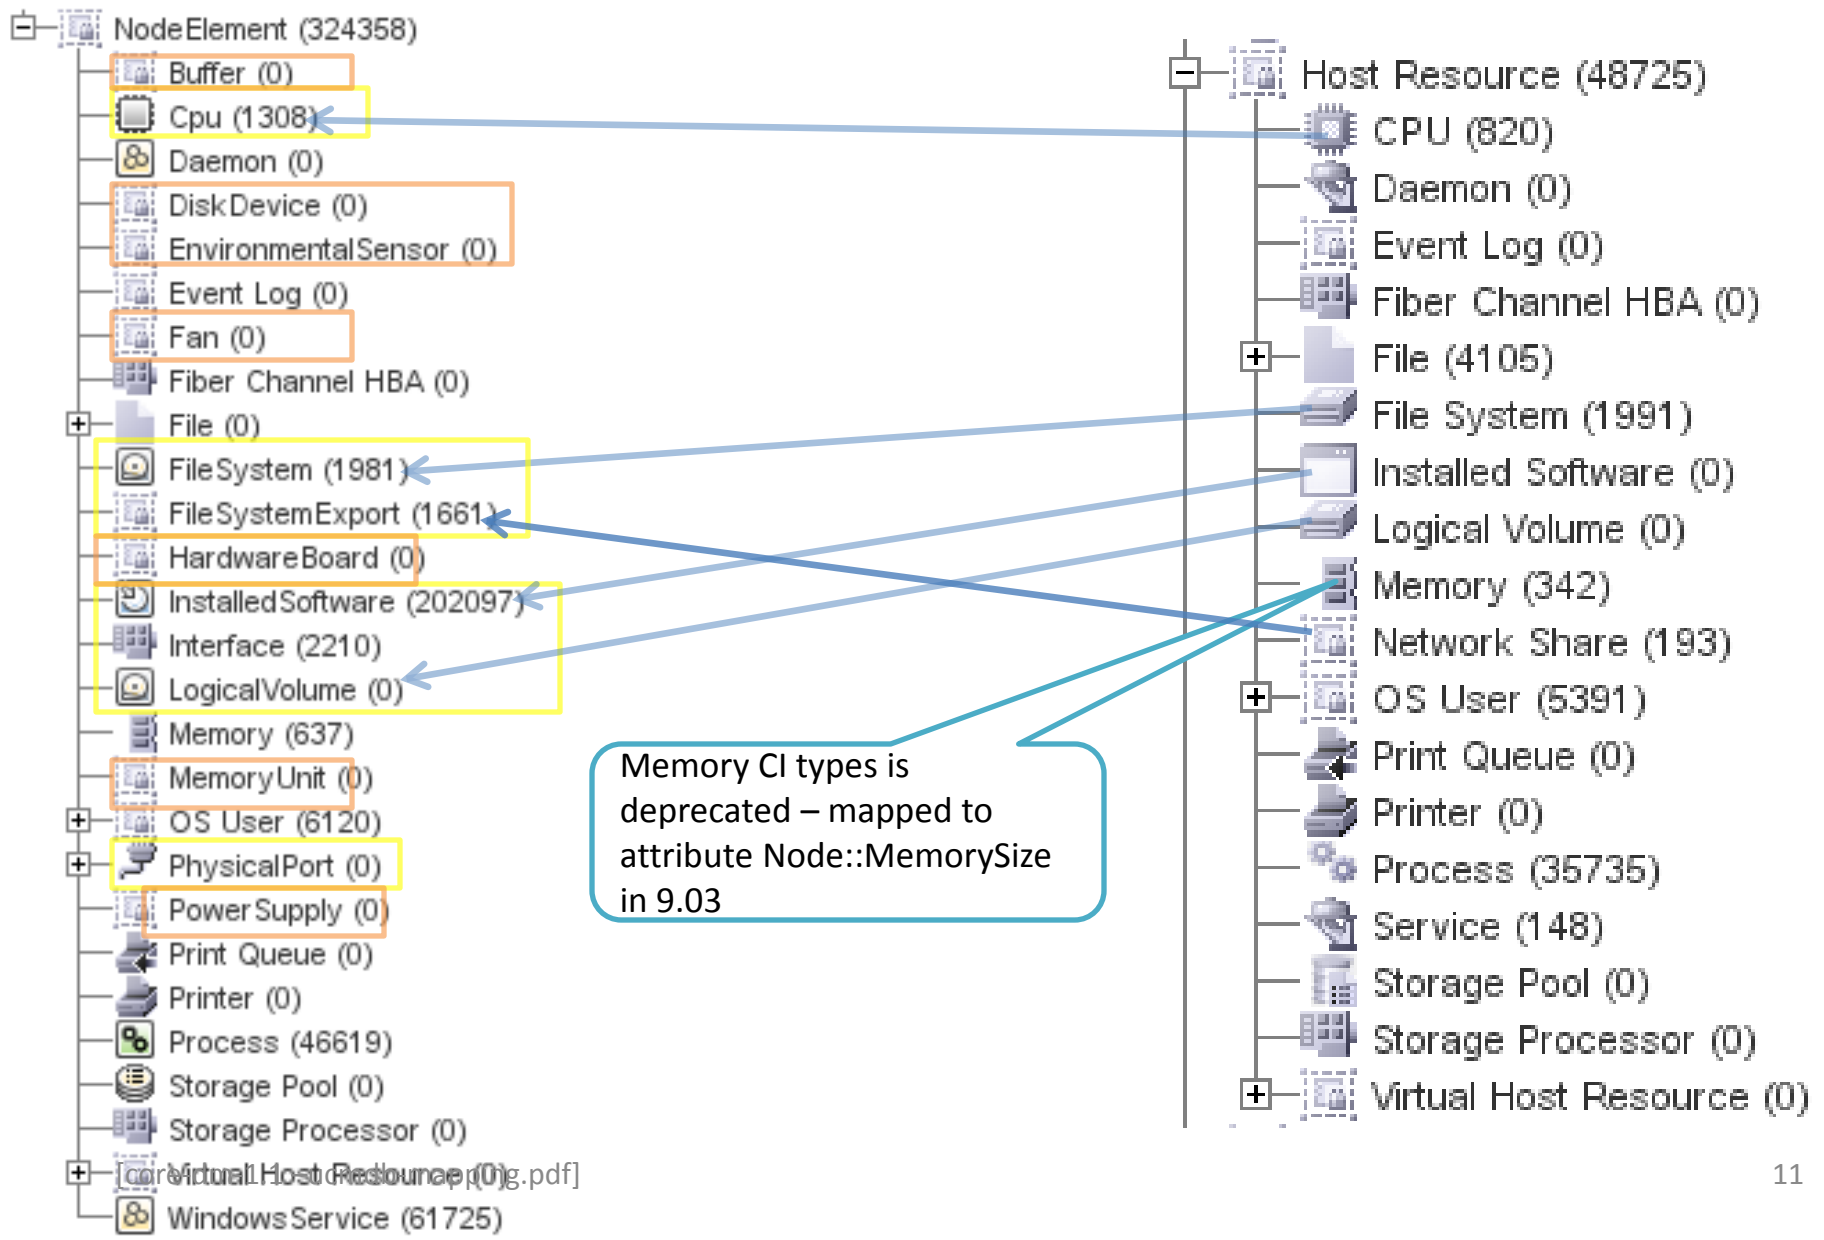 NodeElement (324358)
Buffer (0)
Cpu (1308)
Daemon (0)
DiskDevice (0)
EnvironmentalSensor (0)
Event Log (0)
Fan (0)
Fiber Channel HBA (0)
File (0)
FileSystem (1981)
FileSystemExport (1661)
HardwareBoard (0)
InstalledSoftware (202097)
Interface (2210)
LogicalVolume (0)
Memory (637)
MemoryUnit (0)
OS User (6120)
PhysicalPort (0)
PowerSupply (0)
Print Queue (0)
Printer (0)
Process (46619)
Storage Pool (0)
Storage Processor (0)
Virtual Host Resource (0)
WindowsService (61725)
Memory CI types is
deprecated – mapped to
attribute Node::MemorySize
in 9.03
Host Resource (48725)
CPU (820)
Daemon (0)
Event Log (0)
Fiber Channel HBA (0)
File (4105)
File System (1991)
Installed Software (0)
Logical Volume (0)
Memory (342)
Network Share (193)
OS User (5391)
Print Queue (0)
Printer (0)
Process (35735)
Service (148)
Storage Pool (0)
Storage Processor (0)
Virtual Host Resource (0)
11